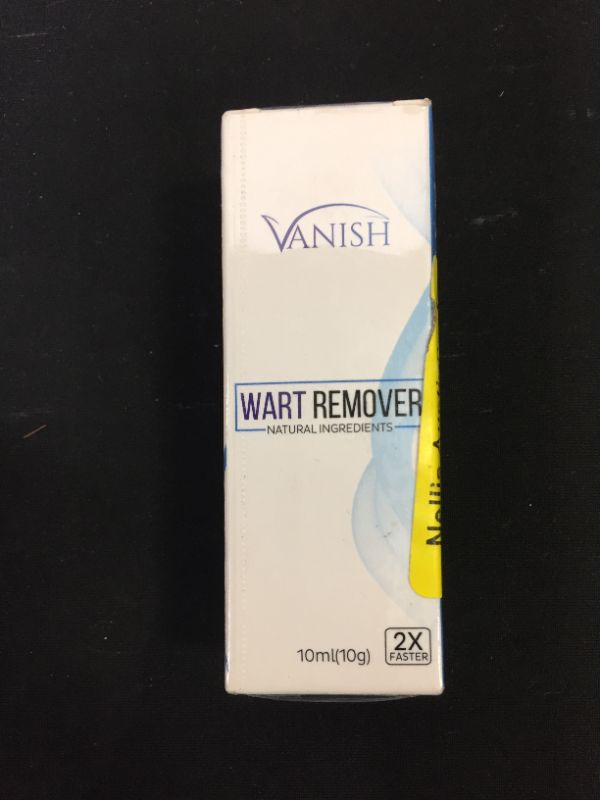 VANISH
WART REMOVER
NATURAL INGREDIENTS
10ml(10g)
2X
FASTER